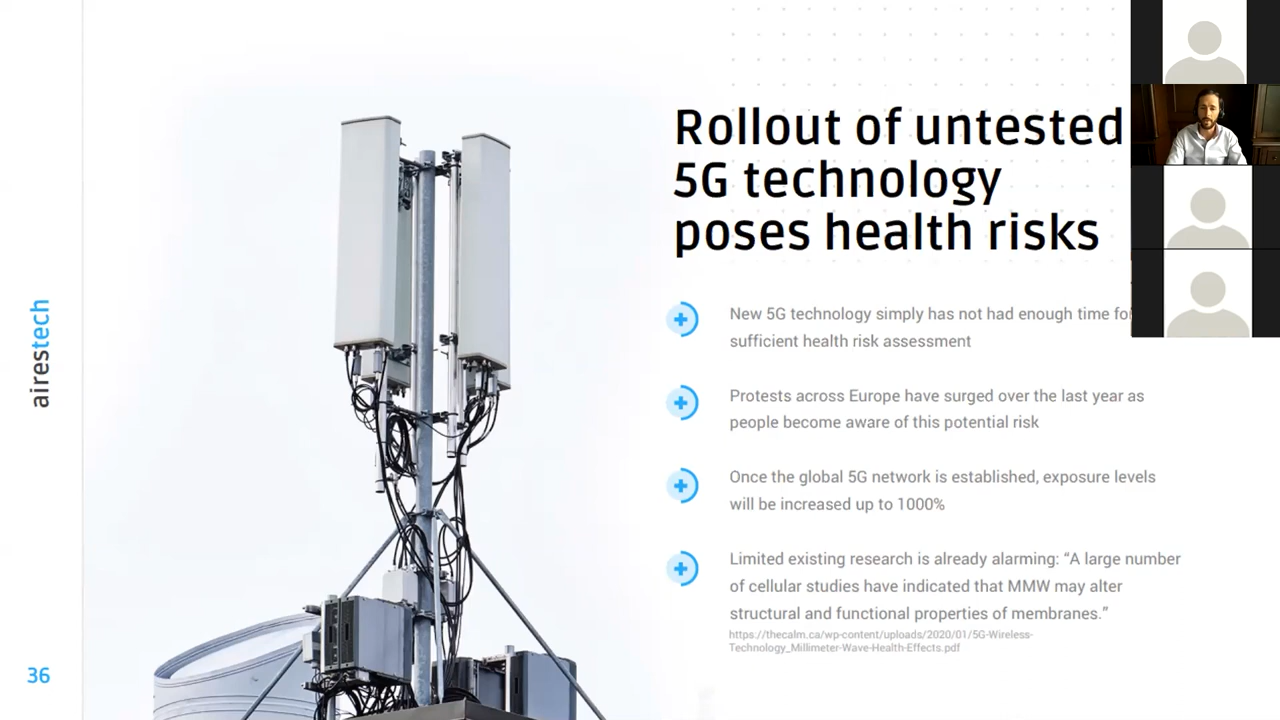 Rollout of untested
5G technology
poses health risks
New 5G technology simply has not had enough time
sufficient health risk assessment
Protests across Europe have surged over the last year as
people become aware of this potential risk
Once the global 5G network is established, exposure levels
will be increased up to 1000%
Limited existing research is already alarming: “A large number
of cellular studies have indicated that MMW may alter
structural and functional properties of membranes.”
https://thecalm.ca/wp-content/uploads/2020/01/5G-Wireless-
Technology_Millimeter-Wave-Health-Effects.pdf
airestech
36